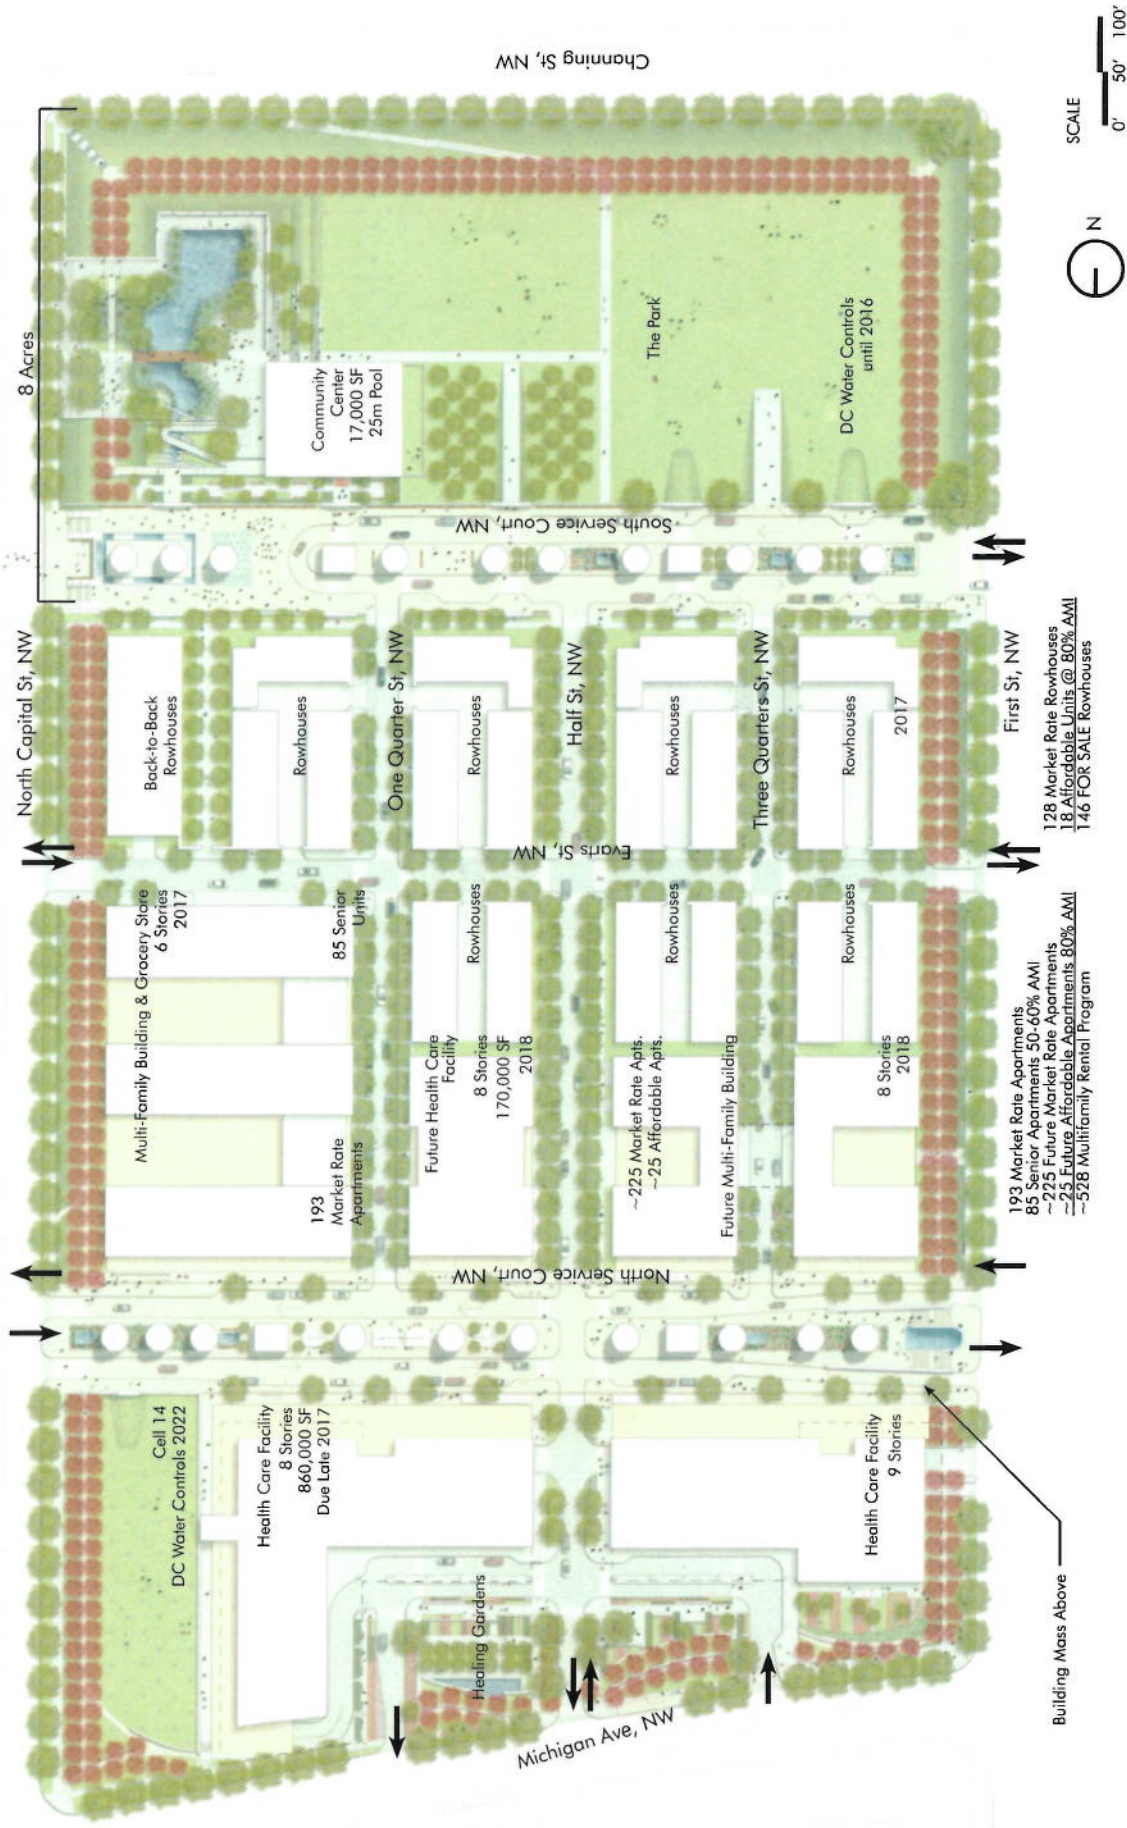 Channing St, NW
SCALE
0' 50' 100'
N
8 Acres
Community
Center
17,000 SF
25m Pool
The Park
DC Water Controls
until 2016
South Service Court, NW
North Capital St, NW
Back-to-Back
Rowhouses
Rowhouses
One Quarter St, NW
Rowhouses
Half St, NW
Rowhouses
Three Quarters St, NW
Rowhouses
2017
First St, NW
128 Market Rate Rowhouses
18 Affordable Units @ 80% AMI
146 FOR SALE Rowhouses
Evarts St, NW
Multi-Family Building & Grocery Store
6 Stories
2017
85 Senior
Units
193
Market Rate
Apartments
Rowhouses
Future Health Care
Facility
8 Stories
170,000 SF
2018
Rowhouses
~225 Market Rate Apts.
~25 Affordable Apts.
Future Multi-Family Building
Rowhouses
8 Stories
2018
193 Market Rate Apartments
85 Senior Apartments 50-60% AMI
~225 Future Market Rate Apartments
~25 Future Affordable Apartments 80% AMI
~528 Multifamily Rental Program
North Service Court, NW
Cell 14
DC Water Controls 2022
Health Care Facility
8 Stories
860,000 SF
Due Late 2017
Healing Gardens
Health Care Facility
9 Stories
Michigan Ave, NW
Building Mass Above